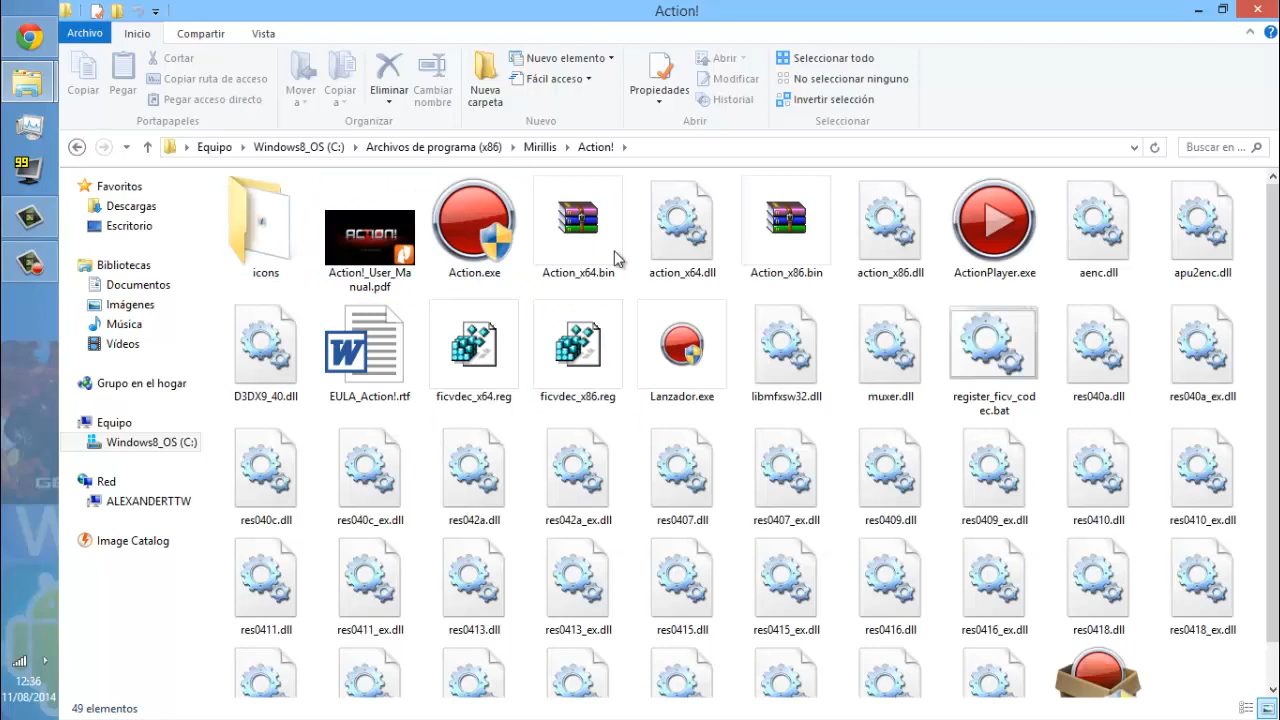 Action!
Archivo Inicio Compartir Vista
Copiar
Pegar
Cortar
Copiar ruta de acceso
Pegar acceso directo
Portapapeles
Mover a
Copiar a
Eliminar
Cambiar nombre
Organizar
Nueva carpeta
Nuevo elemento
Fácil acceso
Nuevo
Propiedades
Abrir
Modificar
Historial
Abrir
Seleccionar todo
No seleccionar ninguno
Invertir selección
Seleccionar
Equipo Windows8_OS (C:) Archivos de programa (x86) Mirillis Action!
Buscar en ...
Favoritos
Descargas
Escritorio
Bibliotecas
Documentos
Imágenes
Música
Vídeos
Grupo en el hogar
Equipo
Windows8_OS (C:)
Red
ALEXANDERTTW
Image Catalog
99
12:36
11/08/2014
ACTION!
icons
Action!_User_Ma
nual.pdf
Action.exe
Action_x64.bin
action_x64.dll
Action_x86.bin
action_x86.dll
ActionPlayer.exe
aenc.dll
apu2enc.dll
W
D3DX9_40.dll
EULA_Action!.rtf
ficvdec_x64.reg
ficvdec_x86.reg
Lanzador.exe
libmfxsw32.dll
muxer.dll
register_ficv_cod
ec.bat
res040a.dll
res040a_ex.dll
res040c.dll
res040c_ex.dll
res042a.dll
res042a_ex.dll
res0407.dll
res0407_ex.dll
res0409.dll
res0409_ex.dll
res0410.dll
res0410_ex.dll
res0411.dll
res0411_ex.dll
res0413.dll
res0413_ex.dll
res0415.dll
res0415_ex.dll
res0416.dll
res0416_ex.dll
res0418.dll
res0418_ex.dll
49 elementos